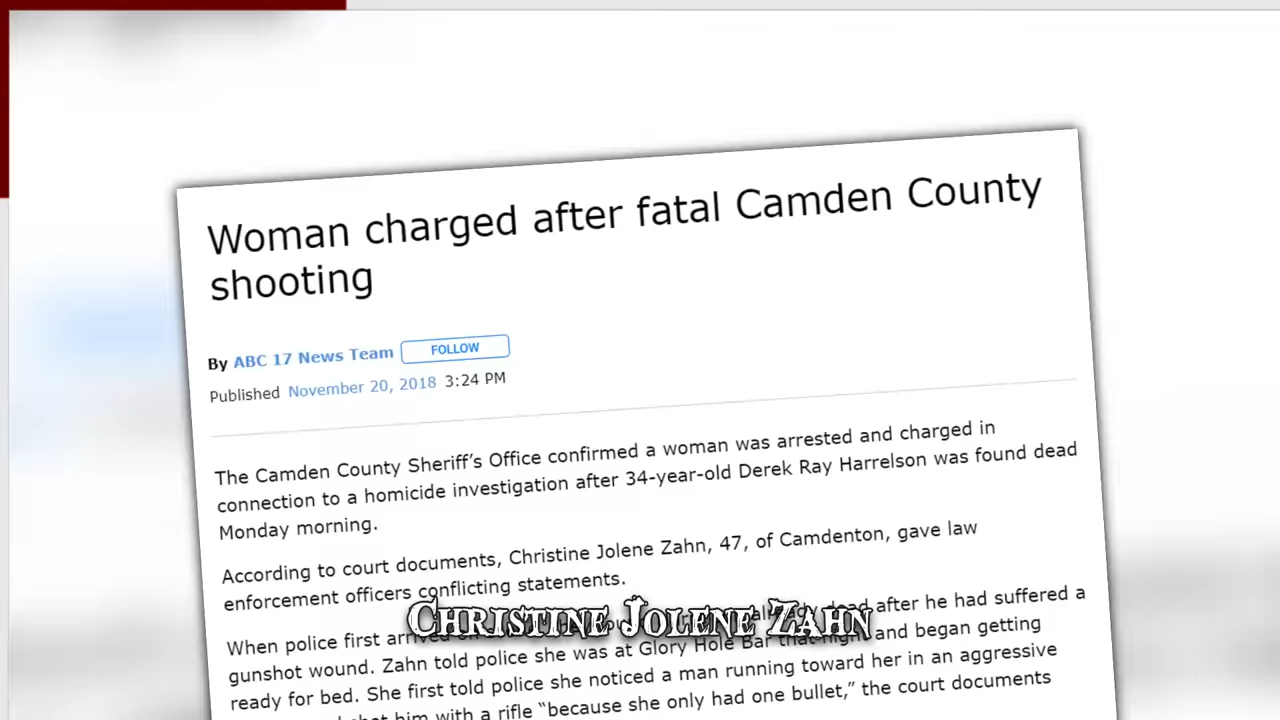 Woman charged after fatal Camden County
shooting
By ABC 17 News Team FOLLOW
Published November 20, 2018 3:24 PM
The Camden County Sheriff's Office confirmed a woman was arrested and charged in
connection to a homicide investigation after 34-year-old Derek Ray Harrelson was found dead
Monday morning.
According to court documents, Christine Jolene Zahn, 47, of Camdenton, gave law
enforcement officers conflicting statements.
When police first arrived already dead after he had suffered a
Christine Jolene Zahn
gunshot wound. Zahn told police she was at Glory Hole Bar that night and began getting
ready for bed. She first told police she noticed a man running toward her in an aggressive
shot him with a rifle “because she only had one bullet,” the court documents